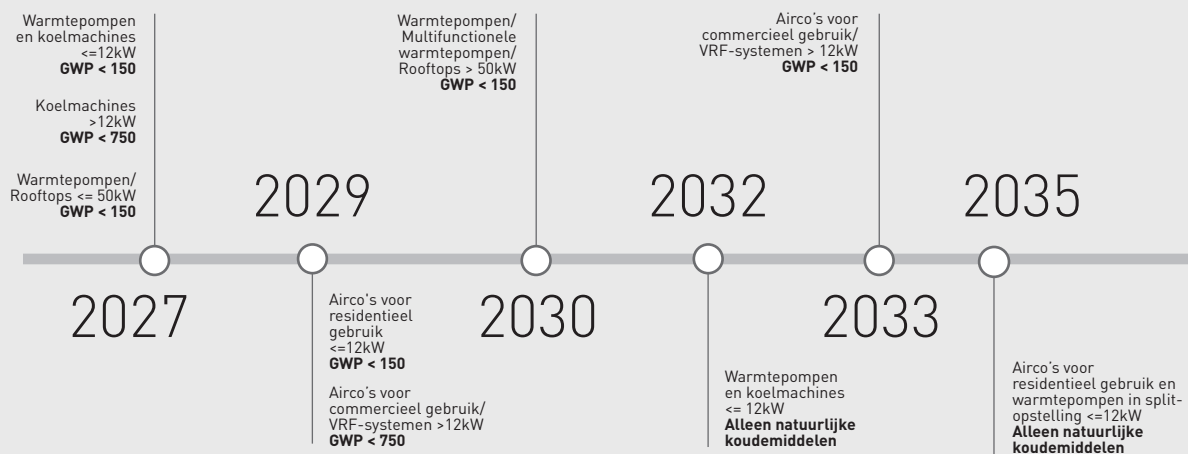 Warmtepompen
en koelmachines
<=12kW
GWP < 150
Koelmachines
>12kW
GWP < 750
Warmtepompen/
Rooftops <= 50kW
GWP < 150
2027
2029
Airco's voor
residentieel
gebruik
<=12kW
GWP < 150
Airco's voor
commercieel gebruik/
VRF-systemen >12kW
GWP < 750
Warmtepompen/
Multifunctionele
warmtepompen/
Rooftops > 50kW
GWP < 150
2030
2032
Warmtepompen
en koelmachines
<= 12kW
Alleen natuurlijke
koudemiddelen
Airco's voor
commercieel gebruik/
VRF-systemen > 12kW
GWP < 150
2033
2035
Airco's voor
residentieel gebruik en
warmtepompen in split-
opstelling <=12kW
Alleen natuurlijke
koudemiddelen